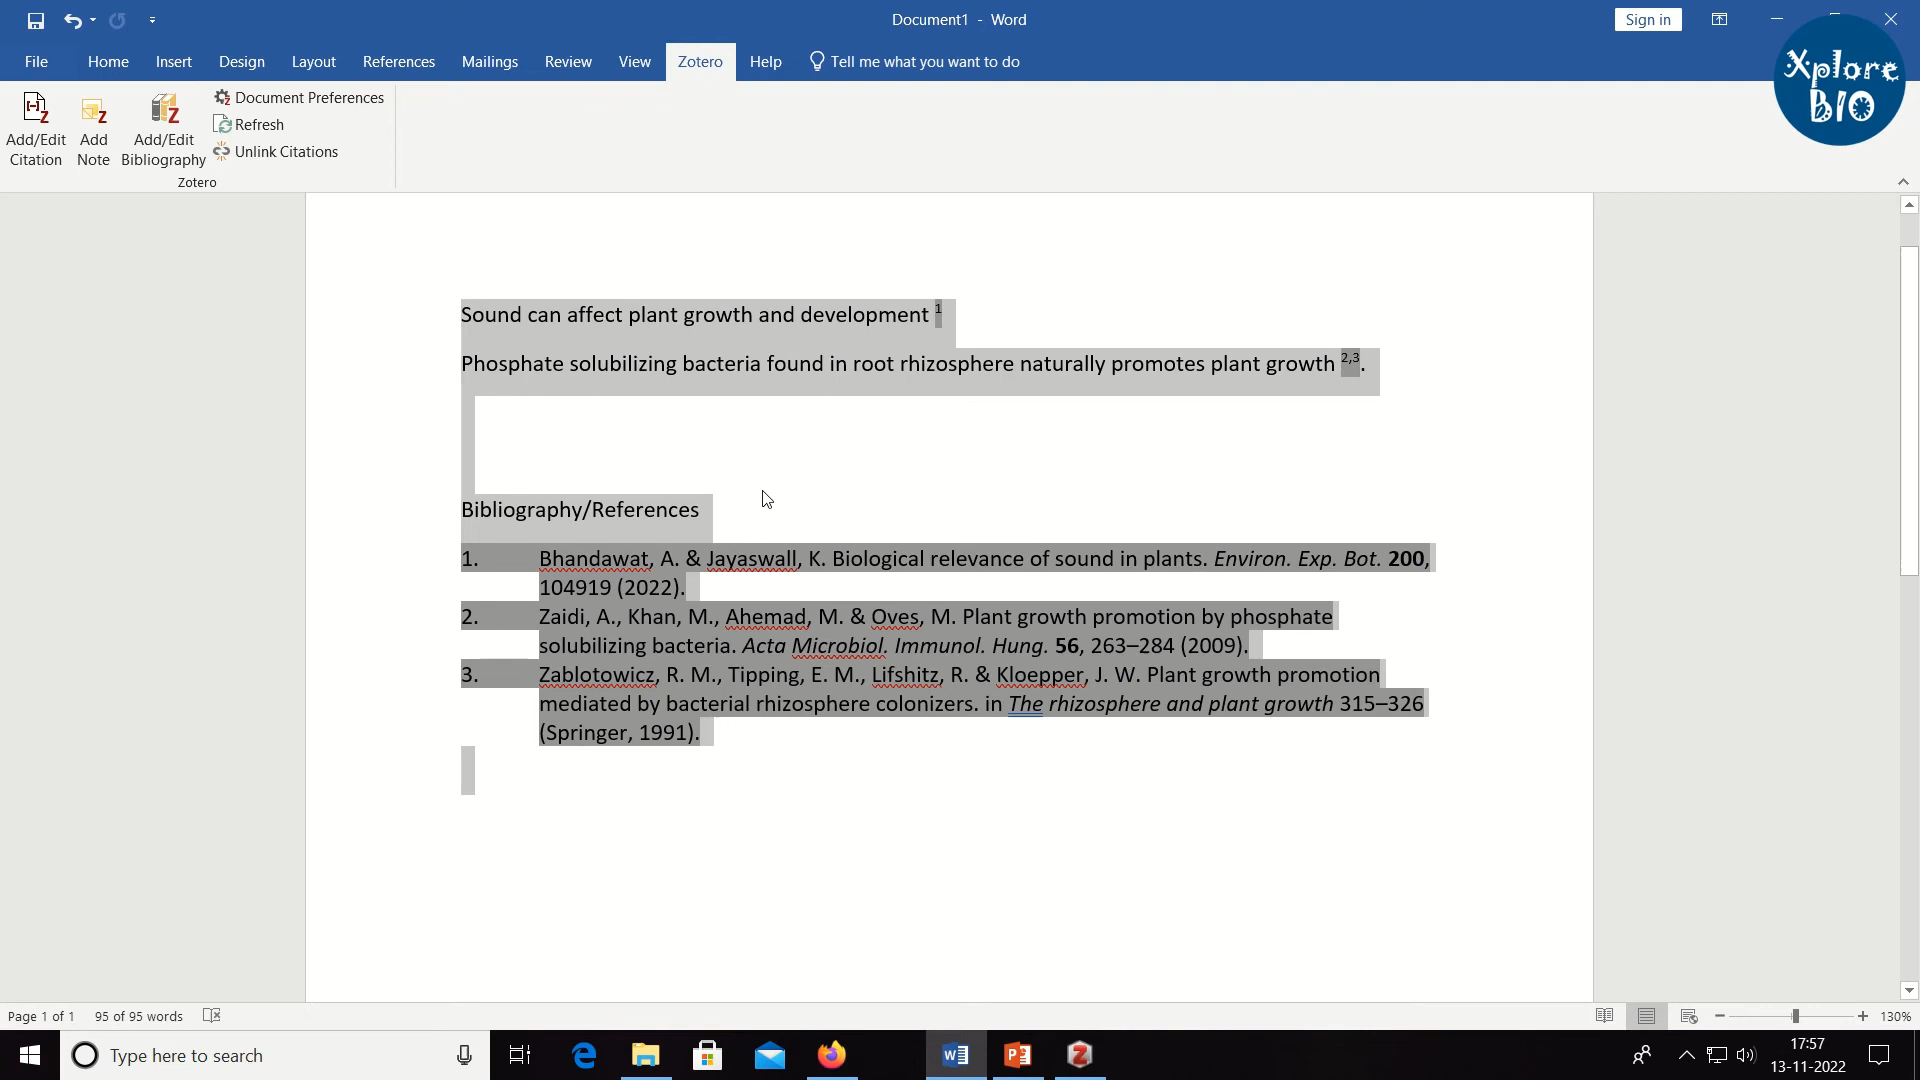 Document1 - Word
Sign in
File Home Insert Design Layout References Mailings Review View Zotero Help Tell me what you want to do
Xplore
BIO
Add/Edit
Citation
Add
Note
Add/Edit
Bibliography
Document Preferences
Refresh
Unlink Citations
Zotero
Sound can affect plant growth and development 1
Phosphate solubilizing bacteria found in root rhizosphere naturally promotes plant growth 2,3.
Bibliography/References
1. Bhandawat, A. & Jayaswall, K. Biological relevance of sound in plants. Environ. Exp. Bot. 200,
104919 (2022).
2. Zaidi, A., Khan, M., Ahemad, M. & Oves, M. Plant growth promotion by phosphate
solubilizing bacteria. Acta Microbiol. Immunol. Hung. 56, 263–284 (2009).
3. Zablotowicz, R. M., Tipping, E. M., Lifshitz, R. & Kloepper, J. W. Plant growth promotion
mediated by bacterial rhizosphere colonizers. in The rhizosphere and plant growth 315–326
(Springer, 1991).
Page 1 of 1 95 of 95 words 130%
Type here to search
17:57
13-11-2022